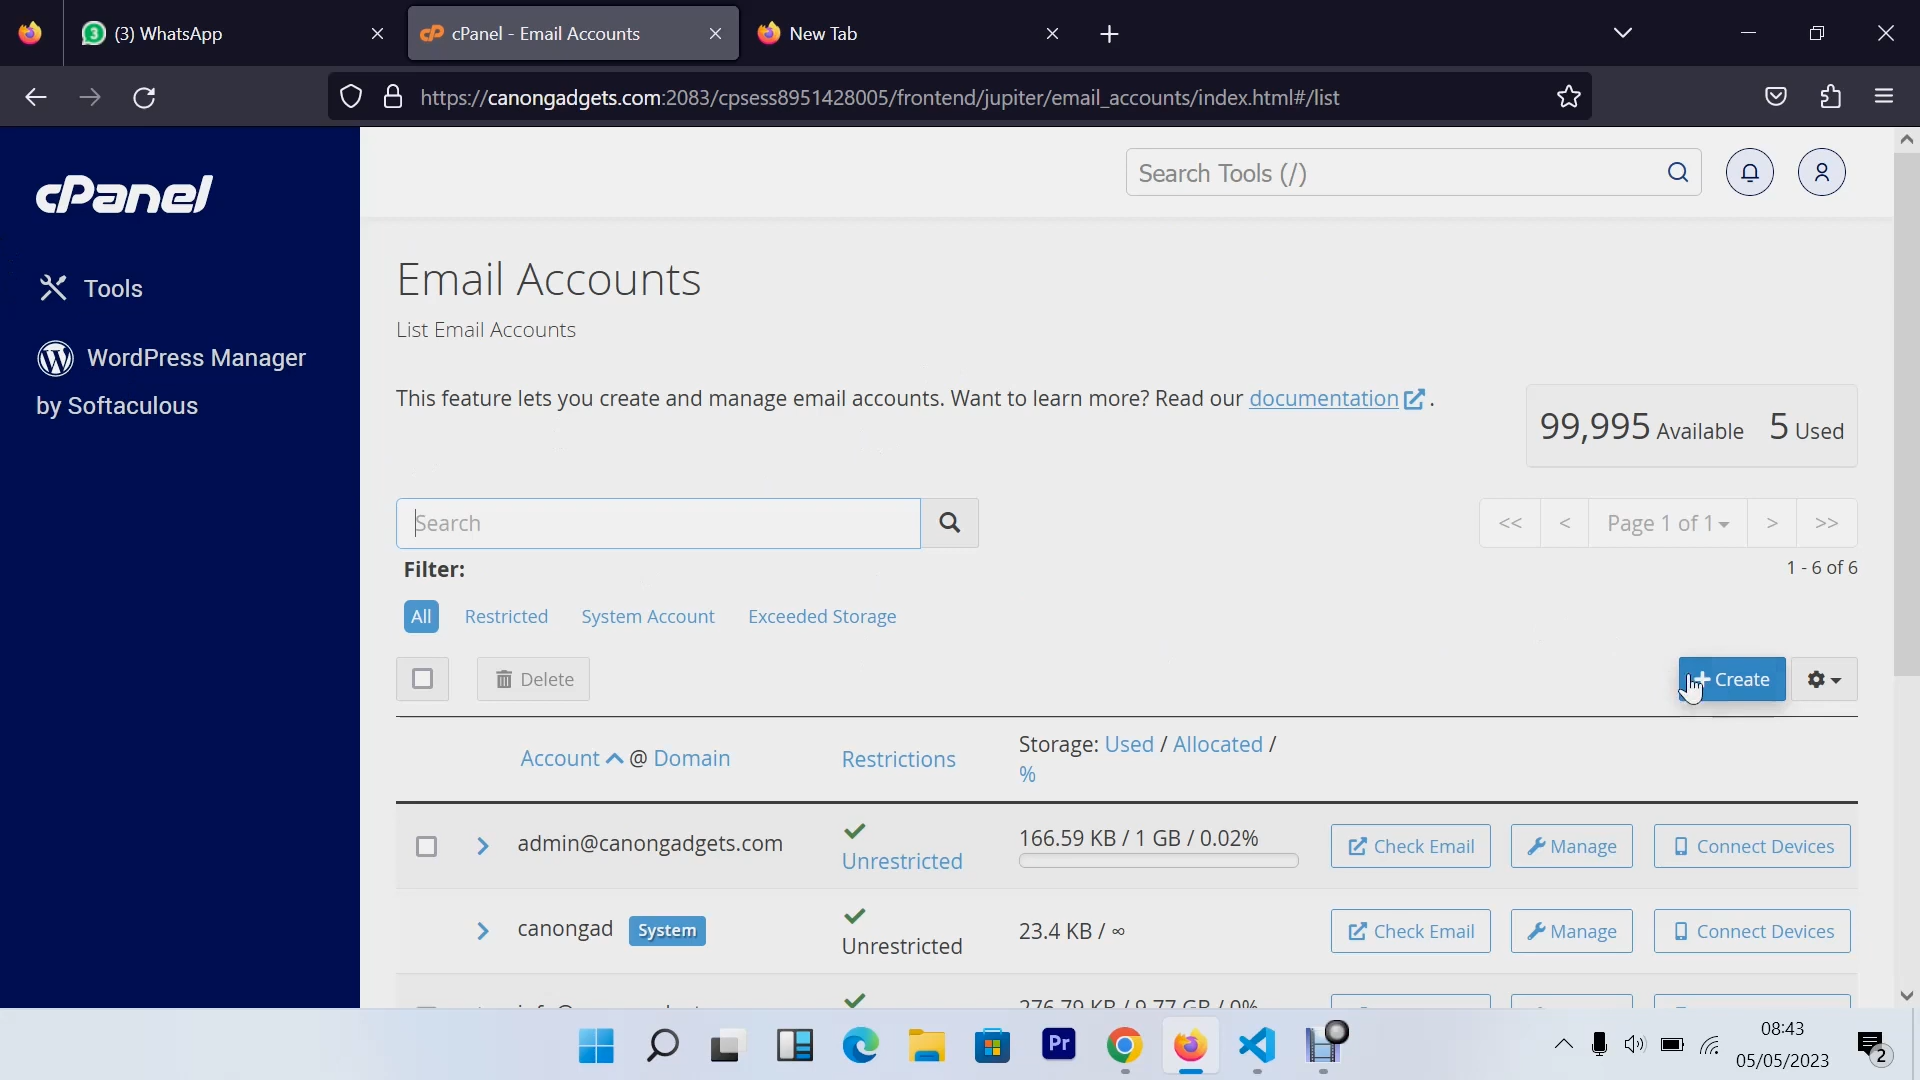 (3) WhatsApp
cPanel - Email Accounts
New Tab
https://canongadgets.com:2083/cpsess8951428005/frontend/jupiter/email_accounts/index.html#/list
cPanel
Search Tools (/)
Tools
WordPress Manager
by Softaculous
Email Accounts
List Email Accounts
This feature lets you create and manage email accounts. Want to learn more? Read our documentation.
99,995 Available 5 Used
Search
<< < Page 1 of 1 > >>
Filter:
1 - 6 of 6
All Restricted System Account Exceeded Storage
Delete
+ Create
Account @ Domain
Restrictions
Storage: Used / Allocated /
%
admin@canongadgets.com
Unrestricted
166.59 KB / 1 GB / 0.02%
Check Email
Manage
Connect Devices
canongad System
Unrestricted
23.4 KB / ∞
Check Email
Manage
Connect Devices
276.79 KB / 9.77 GB / 0%
Pr
08:43
05/05/2023
2